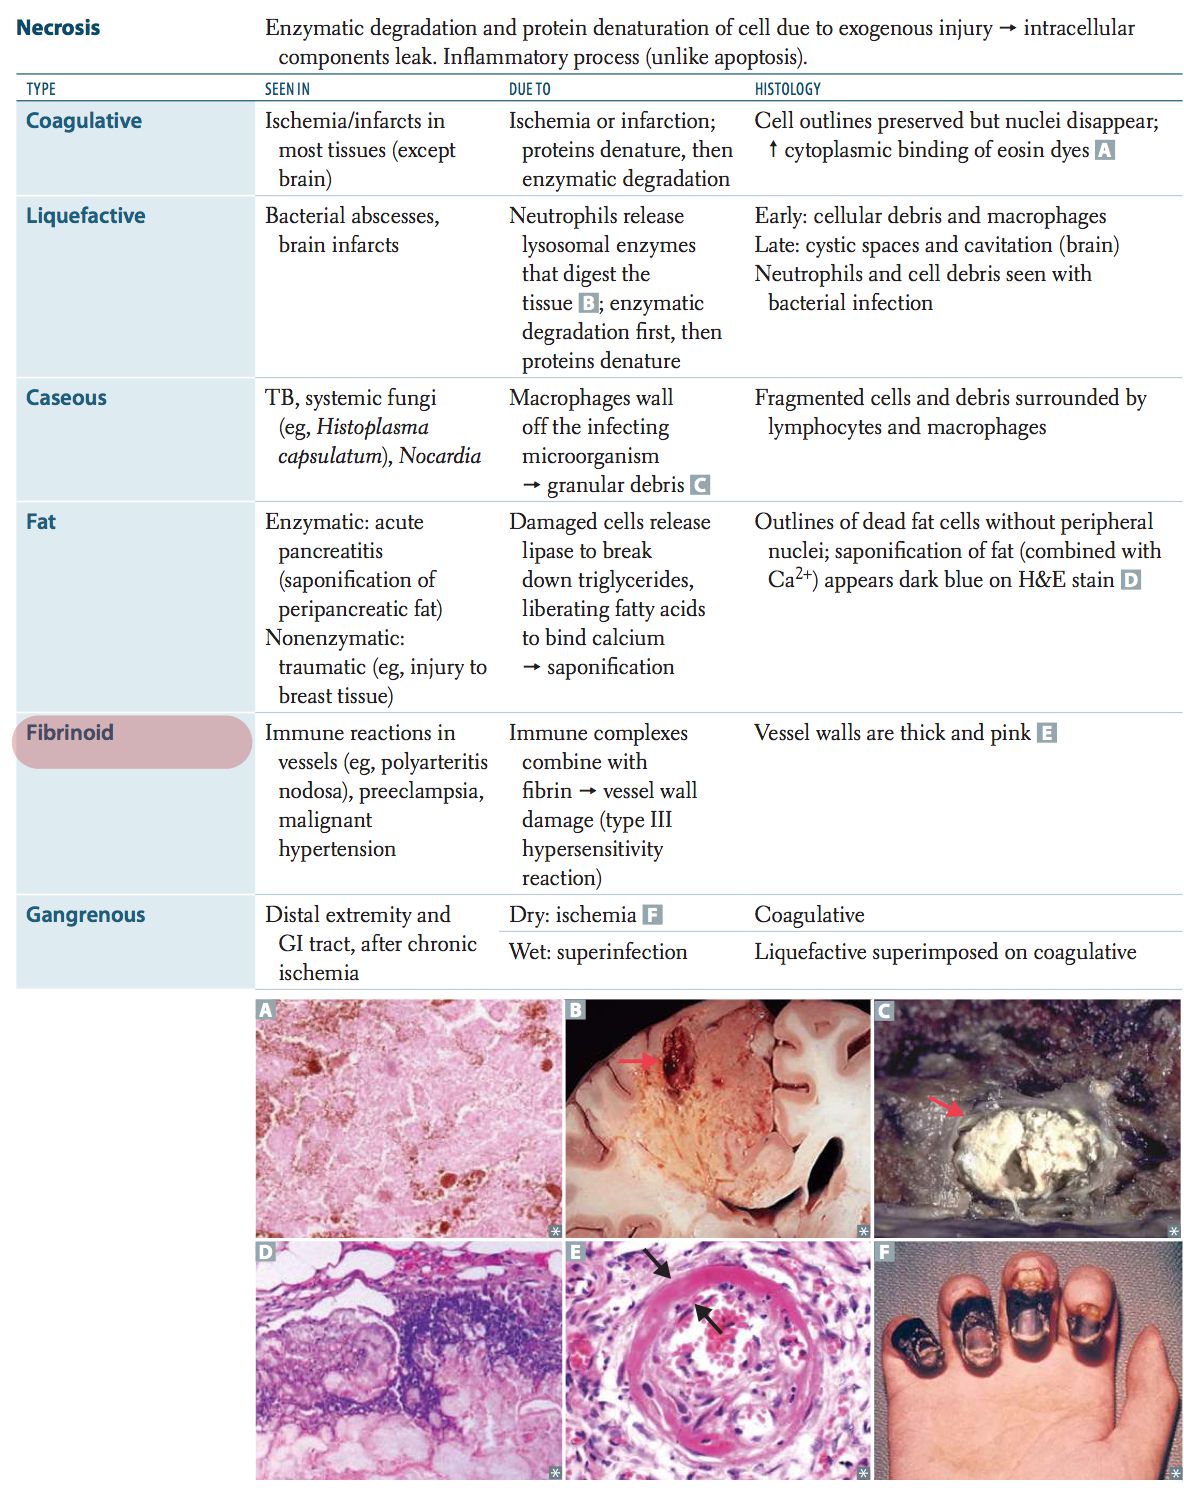 Necrosis
Enzymatic degradation and protein denaturation of cell due to exogenous injury → intracellular
components leak. Inflammatory process (unlike apoptosis).
TYPE SEEN IN DUE TO HISTOLOGY
Coagulative
Ischemia/infarcts in
most tissues (except
brain)
Ischemia or infarction;
proteins denature, then
enzymatic degradation
Cell outlines preserved but nuclei disappear;
↑ cytoplasmic binding of eosin dyes A
Liquefactive
Bacterial abscesses,
brain infarcts
Neutrophils release
lysosomal enzymes
that digest the
tissue B; enzymatic
degradation first, then
proteins denature
Early: cellular debris and macrophages
Late: cystic spaces and cavitation (brain)
Neutrophils and cell debris seen with
bacterial infection
Caseous
TB, systemic fungi
(eg, Histoplasma
capsulatum), Nocardia
Macrophages wall
off the infecting
microorganism
→ granular debris C
Fragmented cells and debris surrounded by
lymphocytes and macrophages
Fat
Enzymatic: acute
pancreatitis
(saponification of
peripancreatic fat)
Nonenzymatic:
traumatic (eg, injury to
breast tissue)
Damaged cells release
lipase to break
down triglycerides,
liberating fatty acids
to bind calcium
→ saponification
Outlines of dead fat cells without peripheral
nuclei; saponification of fat (combined with
Ca²⁺) appears dark blue on H&E stain D
Fibrinoid
Immune reactions in
vessels (eg, polyarteritis
nodosa), preeclampsia,
malignant
hypertension
Immune complexes
combine with
fibrin → vessel wall
damage (type III
hypersensitivity
reaction)
Vessel walls are thick and pink E
Gangrenous
Distal extremity and
GI tract, after chronic
ischemia
Dry: ischemia F
Coagulative
Wet: superinfection
Liquefactive superimposed on coagulative
A
B
C
D
E
F